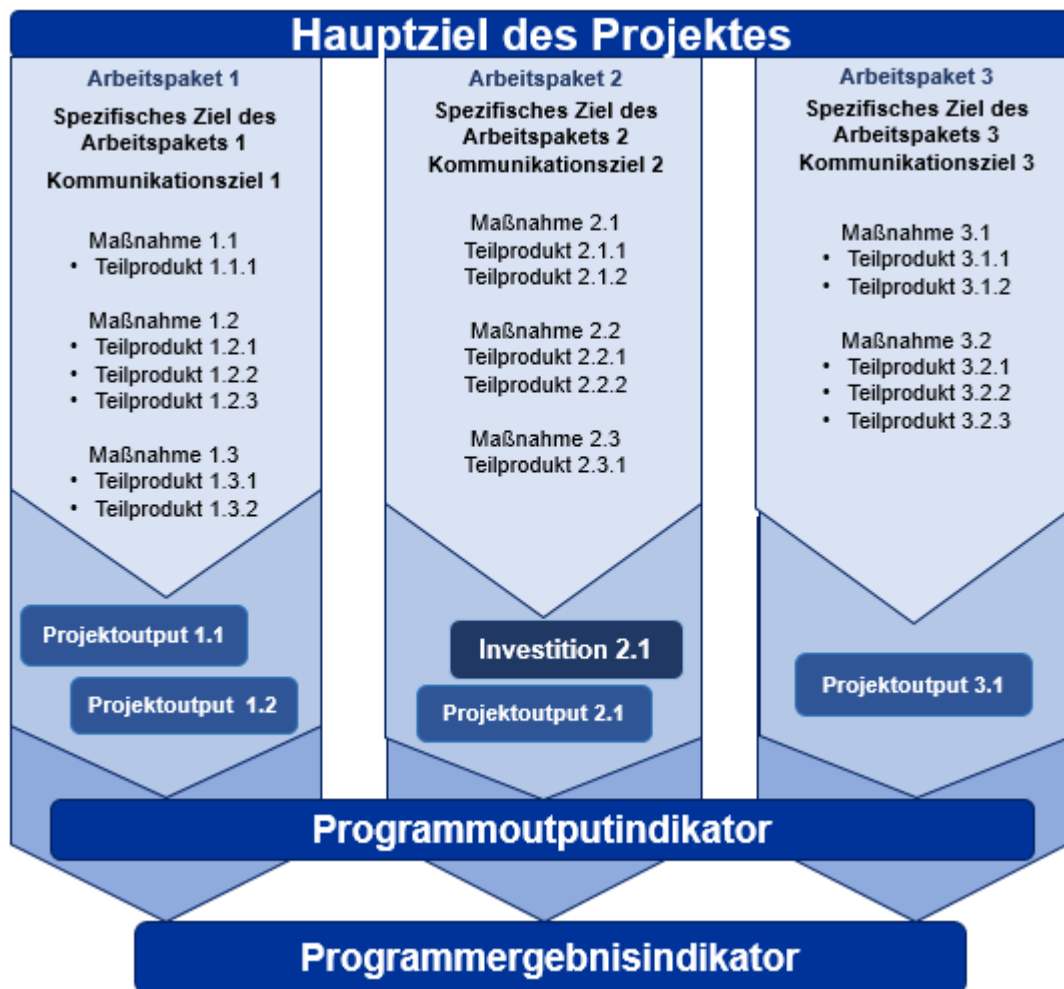 Hauptziel des Projektes
Arbeitspaket 1
Spezifisches Ziel des
Arbeitspakets 1
Kommunikationsziel 1
Maßnahme 1.1
• Teilprodukt 1.1.1
Maßnahme 1.2
• Teilprodukt 1.2.1
• Teilprodukt 1.2.2
• Teilprodukt 1.2.3
Maßnahme 1.3
• Teilprodukt 1.3.1
• Teilprodukt 1.3.2
Projektoutput 1.1
Projektoutput 1.2
Arbeitspaket 2
Spezifisches Ziel des
Arbeitspakets 2
Kommunikationsziel 2
Maßnahme 2.1
Teilprodukt 2.1.1
Teilprodukt 2.1.2
Maßnahme 2.2
Teilprodukt 2.2.1
Teilprodukt 2.2.2
Maßnahme 2.3
Teilprodukt 2.3.1
Investition 2.1
Projektoutput 2.1
Arbeitspaket 3
Spezifisches Ziel des
Arbeitspakets 3
Kommunikationsziel 3
Maßnahme 3.1
• Teilprodukt 3.1.1
• Teilprodukt 3.1.2
Maßnahme 3.2
• Teilprodukt 3.2.1
• Teilprodukt 3.2.2
• Teilprodukt 3.2.3
Projektoutput 3.1
Programmoutputindikator
Programmergebnisindikator